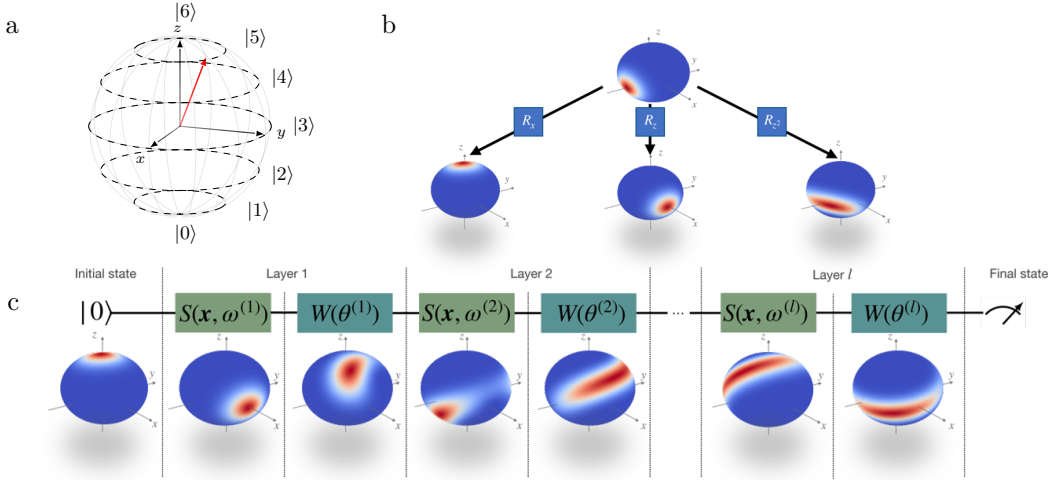 a
|6⟩
z
|5⟩
|4⟩
|3⟩
y
x
|2⟩
|1⟩
|0⟩
b
z
y
x
R_x
R_z
R_{z²}
z
y
x
z
y
x
z
y
x
c
Initial state
Layer 1
Layer 2
Layer l
Final state
|0⟩
S(x, ω^{(1)})
W(θ^{(1)})
S(x, ω^{(2)})
W(θ^{(2)})
...
S(x, ω^{(l)})
W(θ^{(l)})
z
y
x
z
y
x
z
y
x
z
y
x
z
y
x
z
y
x
z
y
x